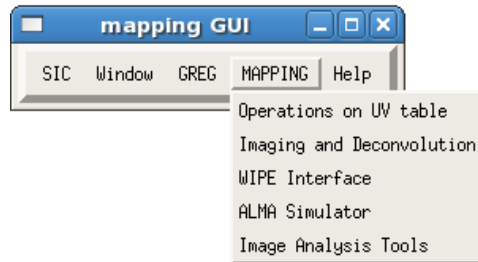 mapping GUI
SIC Window GREG MAPPING Help
Operations on UV table
Imaging and Deconvolution
WIPE Interface
ALMA Simulator
Image Analysis Tools